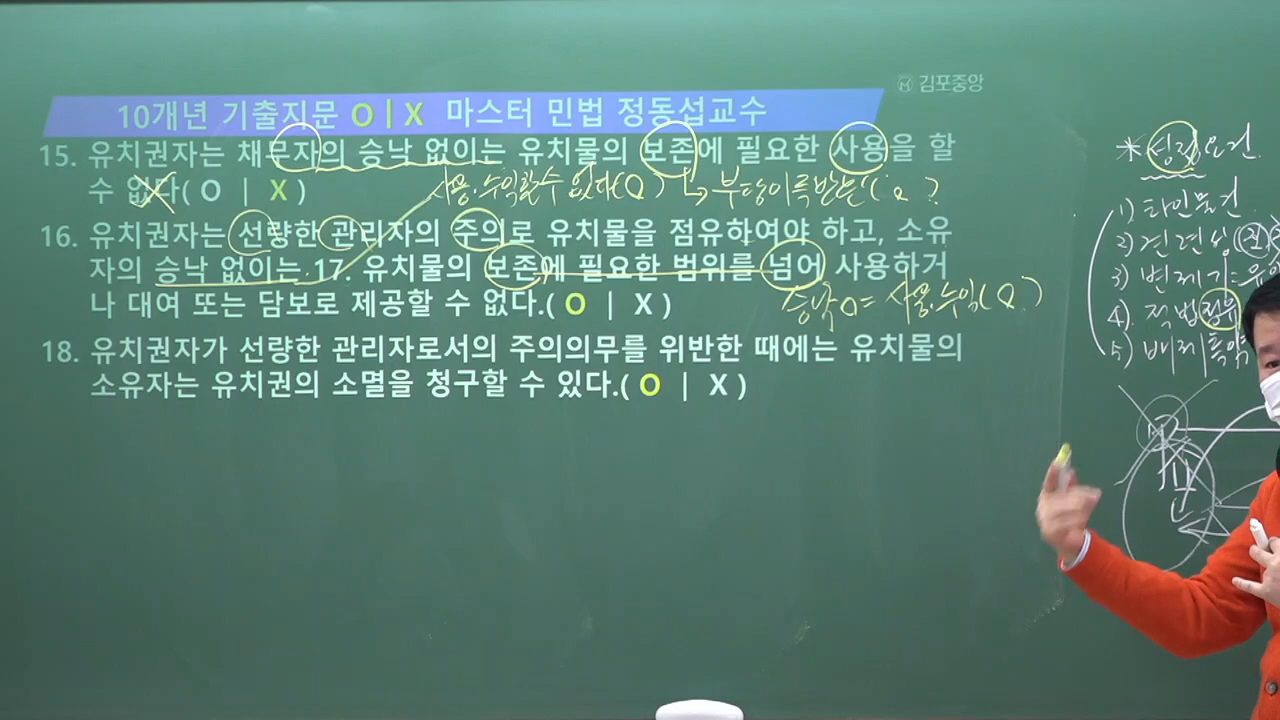 김포중앙
10개년 기출지문 O | X 마스터 민법 정동섭교수
15. 유치권자는 채무자의 승낙 없이는 유치물의 보존에 필요한 사용을 할
수 없다( O | X )
사용.수익할 수 없다(O)
16. 유치권자는 선량한 관리자의 주의로 유치물을 점유하여야 하고, 소유
자의 승낙 없이는 17. 유치물의 보존에 필요한 범위를 넘어 사용하거
나 대여 또는 담보로 제공할 수 없다.( O | X )
승낙 O = 사용.수익(O)
18. 유치권자가 선량한 관리자로서의 주의의무를 위반한 때에는 유치물의
소유자는 유치권의 소멸을 청구할 수 있다.( O | X )
* 성립요건.
1) 타인물권
2) 견련성
3) 변제기
4) 적법점유
5) 배제특약